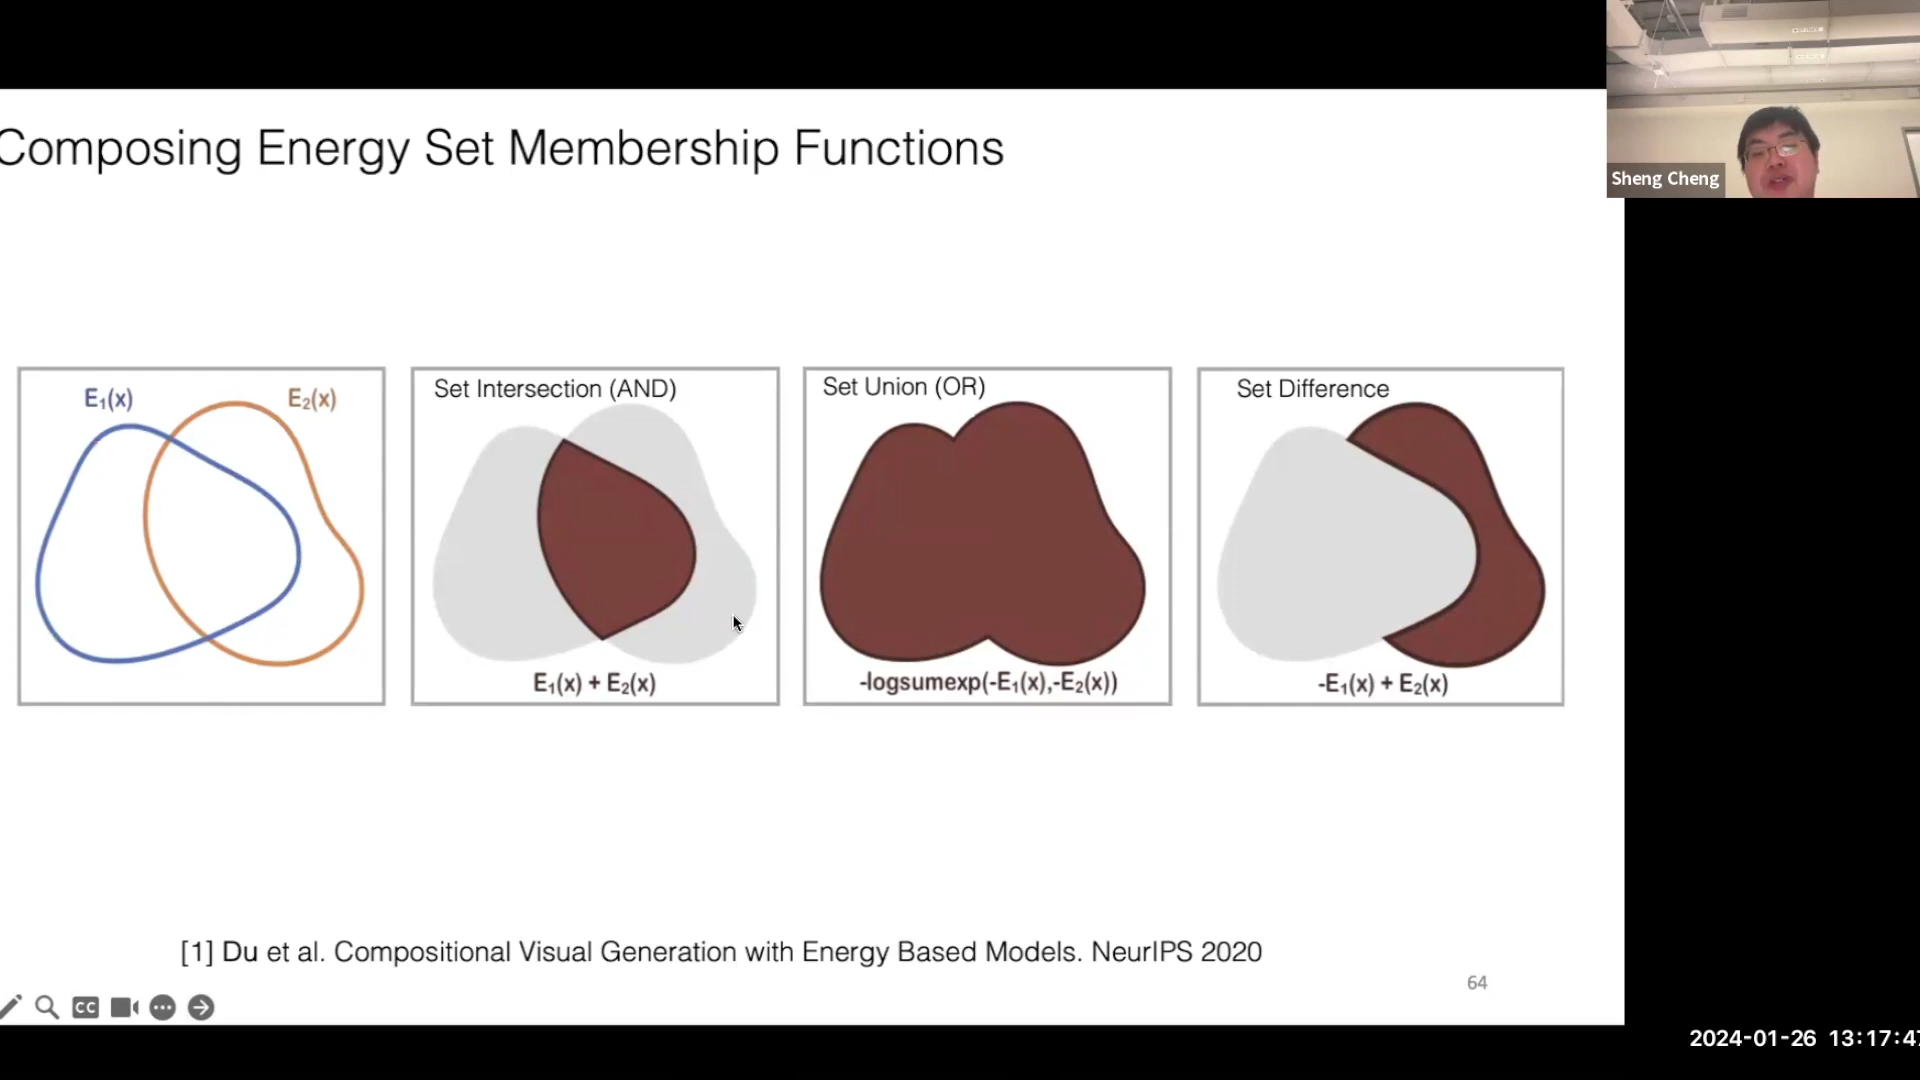 Composing Energy Set Membership Functions
Sheng Cheng
E₁(x)
E₂(x)
Set Intersection (AND)
E₁(x) + E₂(x)
Set Union (OR)
-logsumexp(-E₁(x),-E₂(x))
Set Difference
-E₁(x) + E₂(x)
[1] Du et al. Compositional Visual Generation with Energy Based Models. NeurIPS 2020
64
CC
2024-01-26 13:17:47